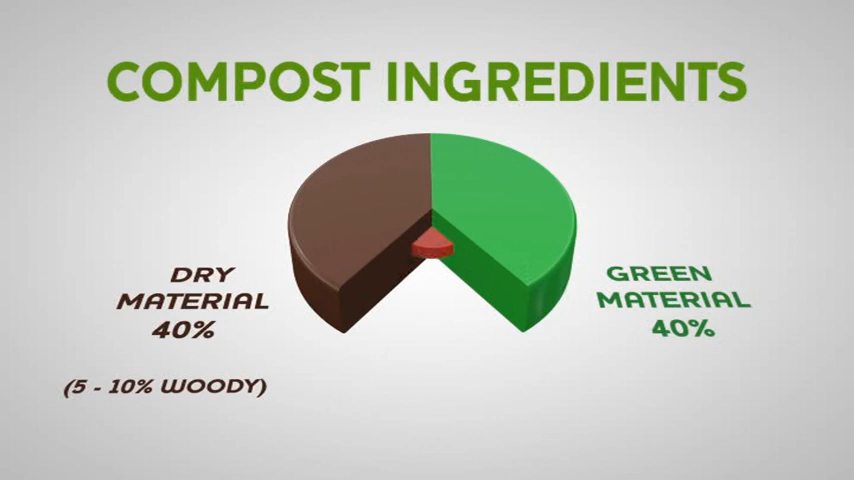 COMPOST INGREDIENTS
DRY
MATERIAL
40%
(5 - 10% WOODY)
GREEN
MATERIAL
40%